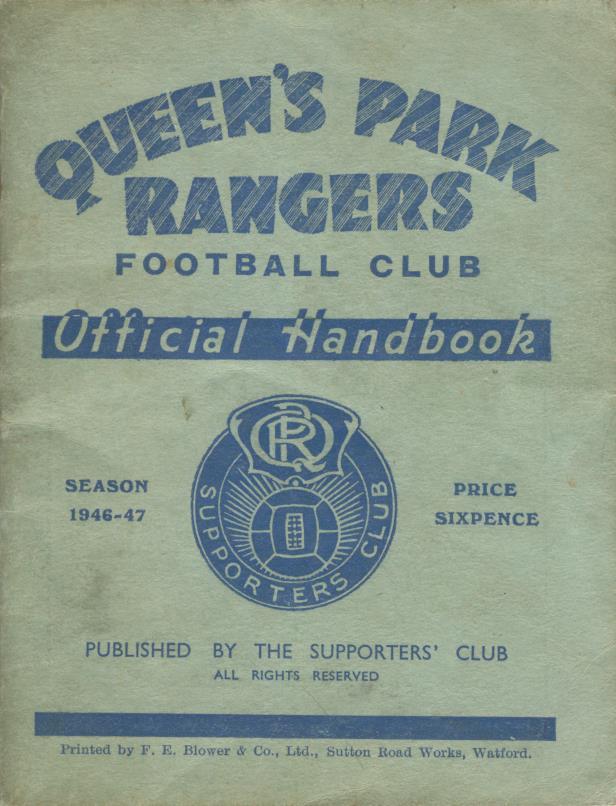 QUEEN'S PARK
RANGERS
FOOTBALL CLUB
Official Handbook
QPR
SUPPORTERS CLUB
SEASON
1946-47
PRICE
SIXPENCE
PUBLISHED BY THE SUPPORTERS' CLUB
ALL RIGHTS RESERVED
Printed by F. E. Blower & Co., Ltd., Sutton Road Works, Watford.